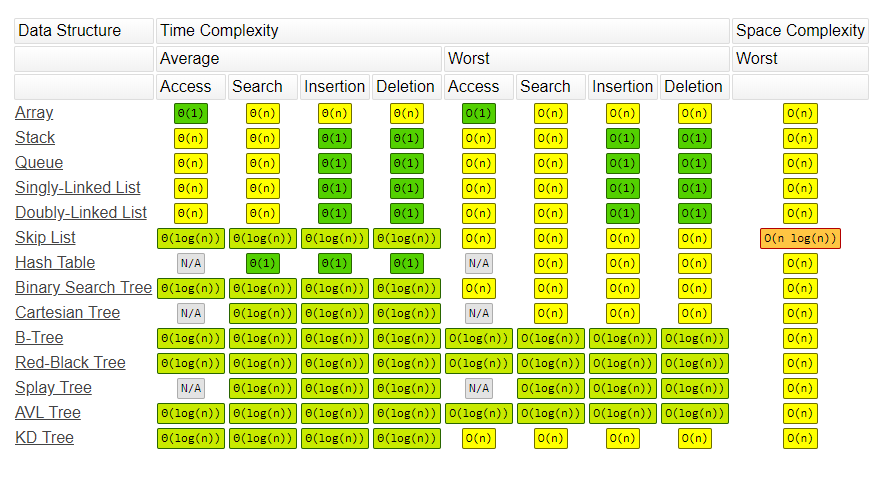 Data Structure Time Complexity Space Complexity
Average Worst Worst
Access Search Insertion Deletion Access Search Insertion Deletion
Array Θ(1) Θ(n) Θ(n) Θ(n) O(1) O(n) O(n) O(n) O(n)
Stack Θ(n) Θ(n) Θ(1) Θ(1) O(n) O(n) O(1) O(1) O(n)
Queue Θ(n) Θ(n) Θ(1) Θ(1) O(n) O(n) O(1) O(1) O(n)
Singly-Linked List Θ(n) Θ(n) Θ(1) Θ(1) O(n) O(n) O(1) O(1) O(n)
Doubly-Linked List Θ(n) Θ(n) Θ(1) Θ(1) O(n) O(n) O(1) O(1) O(n)
Skip List Θ(log(n)) Θ(log(n)) Θ(log(n)) Θ(log(n)) O(n) O(n) O(n) O(n) O(n log(n))
Hash Table N/A Θ(1) Θ(1) Θ(1) N/A O(n) O(n) O(n) O(n)
Binary Search Tree Θ(log(n)) Θ(log(n)) Θ(log(n)) Θ(log(n)) O(n) O(n) O(n) O(n) O(n)
Cartesian Tree N/A Θ(log(n)) Θ(log(n)) Θ(log(n)) N/A O(n) O(n) O(n) O(n)
B-Tree Θ(log(n)) Θ(log(n)) Θ(log(n)) Θ(log(n)) O(log(n)) O(log(n)) O(log(n)) O(log(n)) O(n)
Red-Black Tree Θ(log(n)) Θ(log(n)) Θ(log(n)) Θ(log(n)) O(log(n)) O(log(n)) O(log(n)) O(log(n)) O(n)
Splay Tree N/A Θ(log(n)) Θ(log(n)) Θ(log(n)) N/A O(log(n)) O(log(n)) O(log(n)) O(n)
AVL Tree Θ(log(n)) Θ(log(n)) Θ(log(n)) Θ(log(n)) O(log(n)) O(log(n)) O(log(n)) O(log(n)) O(n)
KD Tree Θ(log(n)) Θ(log(n)) Θ(log(n)) Θ(log(n)) O(n) O(n) O(n) O(n) O(n)